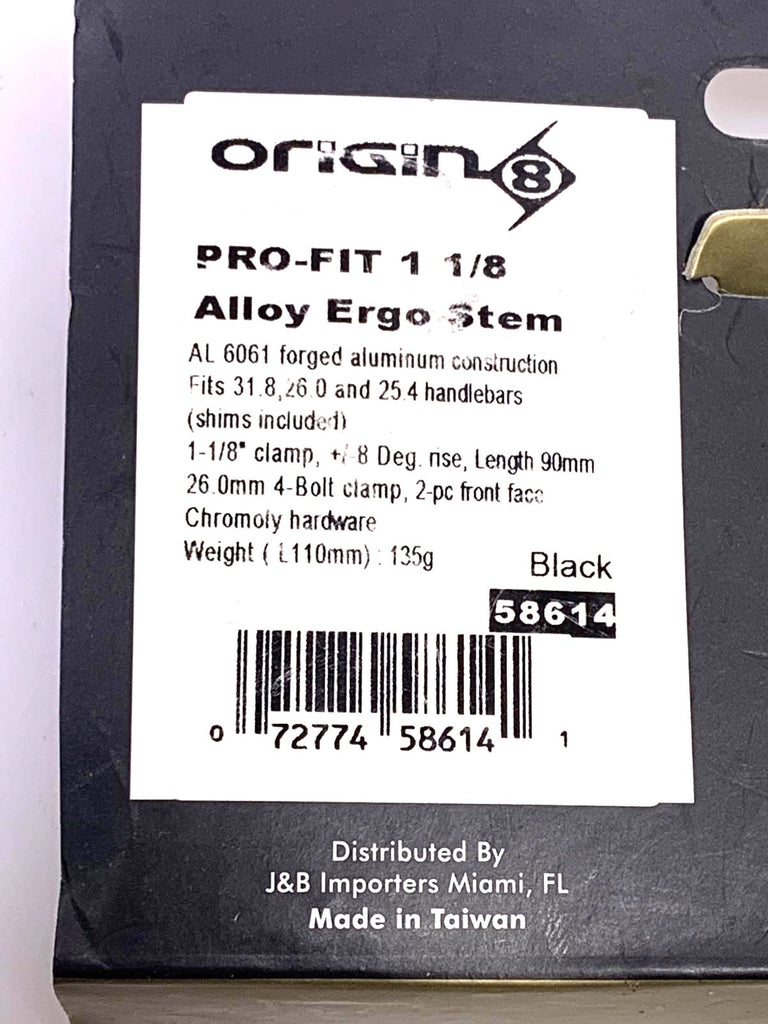 ORIGIN 8
PRO-FIT 1 1/8
Alloy Ergo Stem
AL 6061 forged aluminum construction
Fits 31.8,26.0 and 25.4 handlebars
(shims included)
1-1/8" clamp, +/-8 Deg. rise, Length 90mm
26.0mm 4-Bolt clamp, 2-pc front face
Chromoly hardware
Weight ( L110mm) : 135g
Black
58614
0 72774 58614 1
Distributed By
J&B Importers Miami, FL
Made in Taiwan